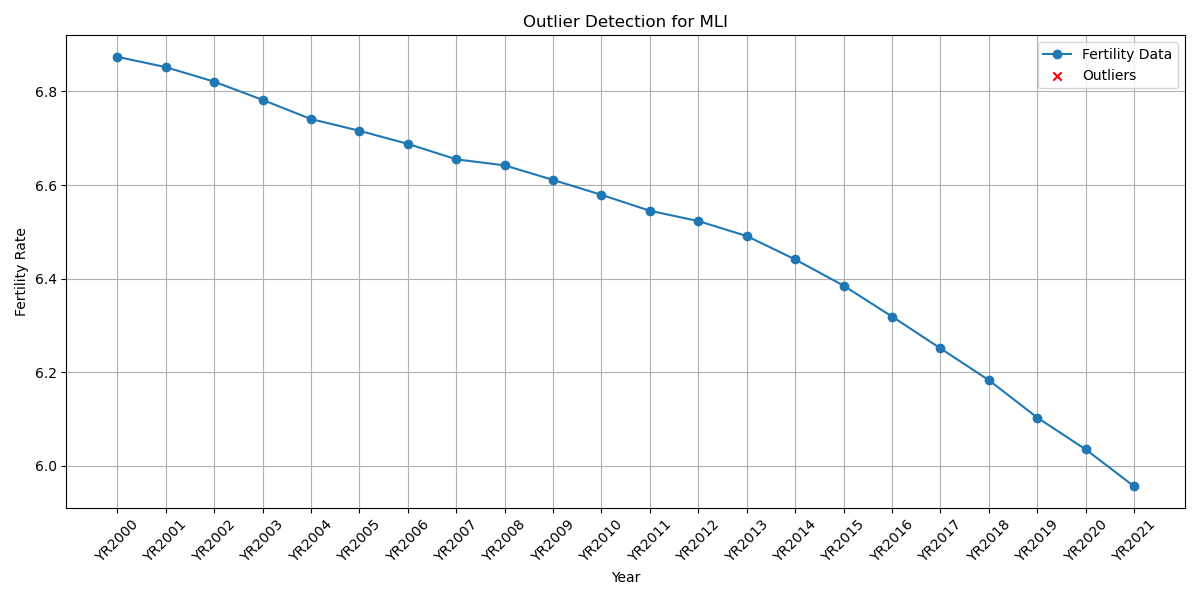 Outlier Detection for MLI
Fertility Data
Outliers
Fertility Rate
6.8
6.6
6.4
6.2
6.0
YR2000
YR2001
YR2002
YR2003
YR2004
YR2005
YR2006
YR2007
YR2008
YR2009
YR2010
YR2011
YR2012
YR2013
YR2014
YR2015
YR2016
YR2017
YR2018
YR2019
YR2020
YR2021
Year